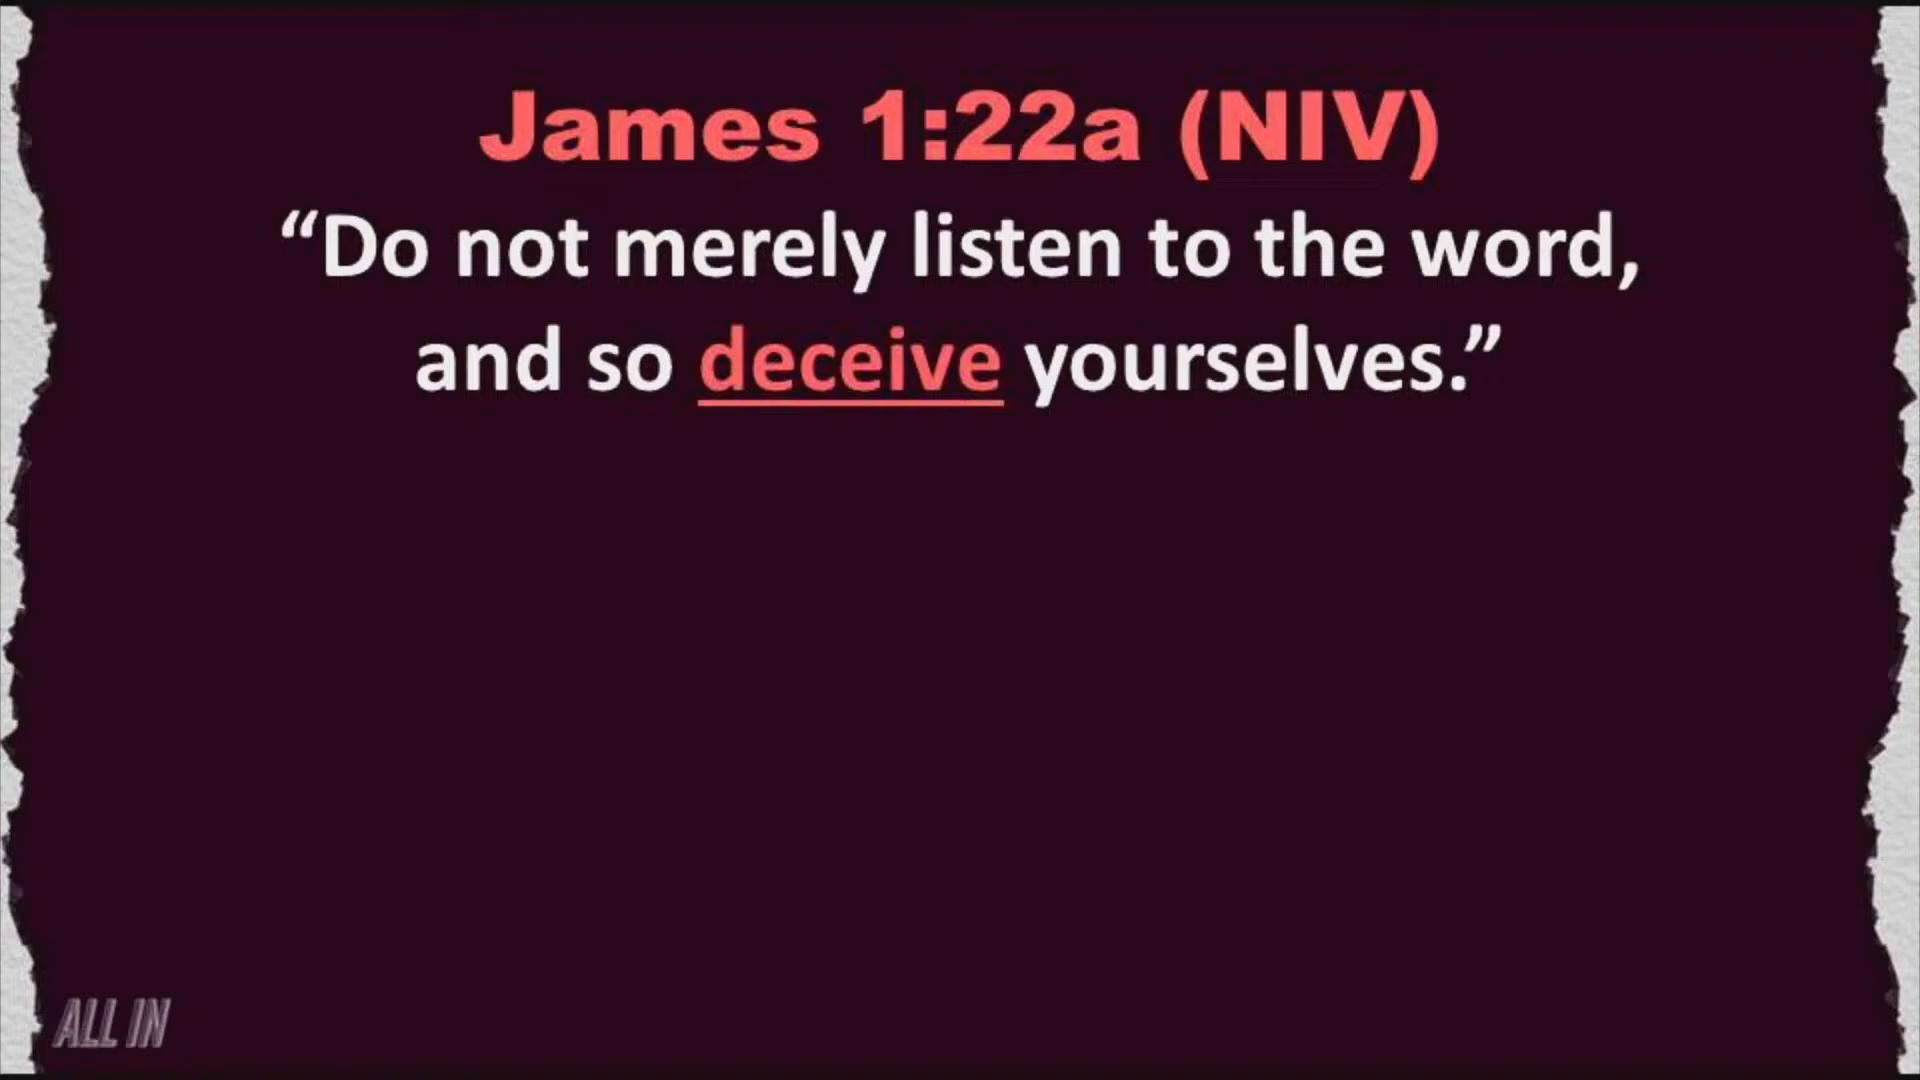 James 1:22a (NIV)
“Do not merely listen to the word,
and so deceive yourselves.”
ALL IN